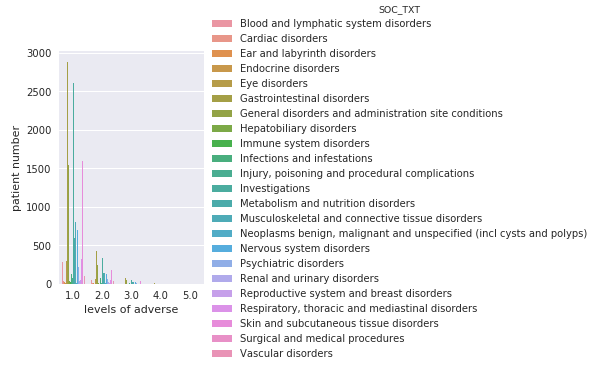 SOC_TXT
Blood and lymphatic system disorders
Cardiac disorders
Ear and labyrinth disorders
Endocrine disorders
Eye disorders
Gastrointestinal disorders
General disorders and administration site conditions
Hepatobiliary disorders
Immune system disorders
Infections and infestations
Injury, poisoning and procedural complications
Investigations
Metabolism and nutrition disorders
Musculoskeletal and connective tissue disorders
Neoplasms benign, malignant and unspecified (incl cysts and polyps)
Nervous system disorders
Psychiatric disorders
Renal and urinary disorders
Reproductive system and breast disorders
Respiratory, thoracic and mediastinal disorders
Skin and subcutaneous tissue disorders
Surgical and medical procedures
Vascular disorders
patient number
3000
2500
2000
1500
1000
500
0
1.0 2.0 3.0 4.0 5.0
levels of adverse